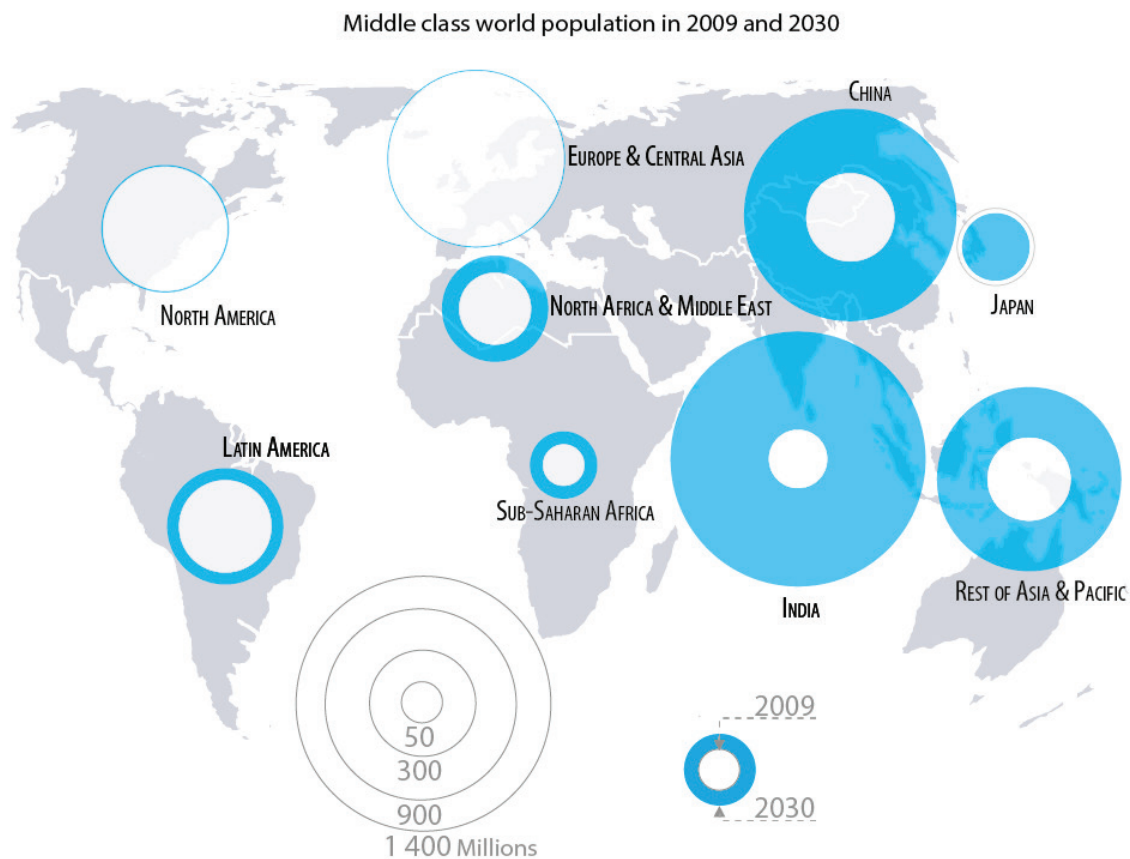 Middle class world population in 2009 and 2030
China
Europe & Central Asia
North America
North Africa & Middle East
Japan
Latin America
Sub-Saharan Africa
India
Rest of Asia & Pacific
50
300
900
1 400 Millions
2009
2030